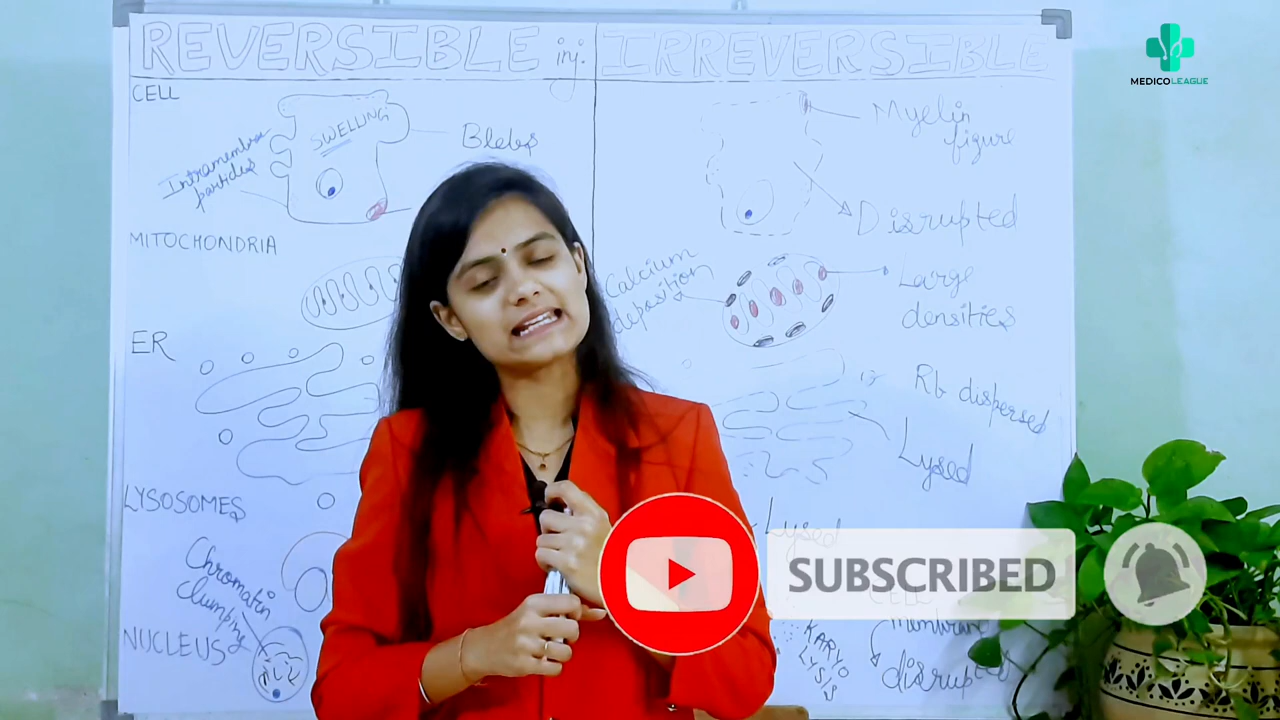 REVERSIBLE inj. IRREVERSIBLE
MEDICOLEAGUE
CELL
SWELLING
Blebs
Intramembrane
particles
Myelin
figure
Disrupted
MITOCHONDRIA
Calcium
deposition
Large
densities
ER
Rb dispersed
Lysed
LYSOSOMES
Lysed
SUBSCRIBED
Chromatin
clumping
NUCLEUS
KARYO
LYSIS
CELL
membrane
disrupted